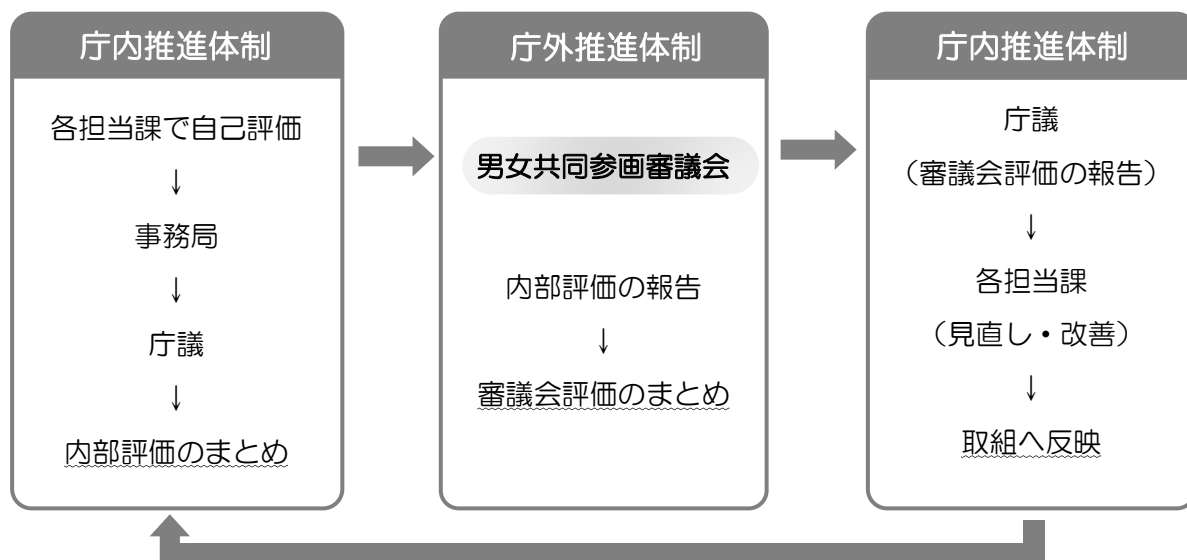 庁内推進体制
各担当課で自己評価
↓
事務局
↓
庁議
↓
内部評価のまとめ
庁外推進体制
男女共同参画審議会
内部評価の報告
↓
審議会評価のまとめ
庁内推進体制
庁議
（審議会評価の報告）
↓
各担当課
（見直し・改善）
↓
取組へ反映